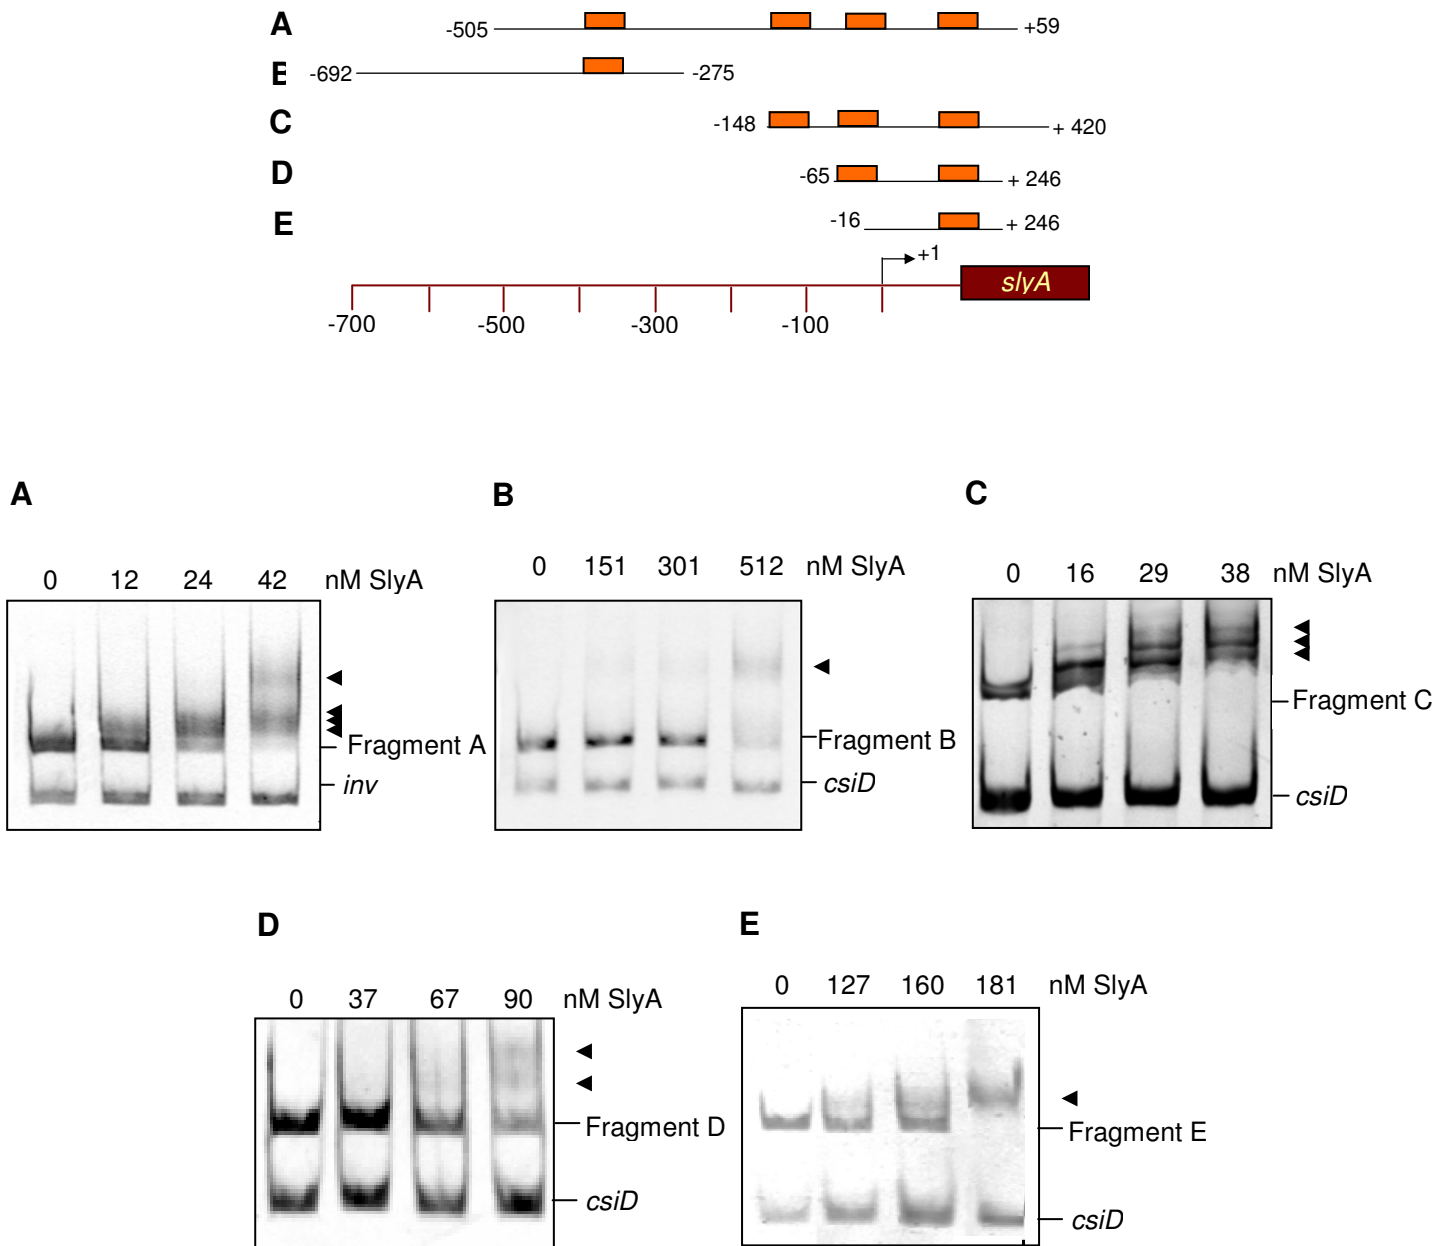 A
-505
+59
E
-692
-275
C
-148
+ 420
D
-65
+ 246
E
-16
+ 246
+1
slyA
-700
-500
-300
-100
A
B
C
0 12 24 42 nM SlyA
0 151 301 512 nM SlyA
0 16 29 38 nM SlyA
Fragment A
inv
Fragment B
csiD
Fragment C
csiD
D
E
0 37 67 90 nM SlyA
0 127 160 181 nM SlyA
Fragment D
csiD
Fragment E
csiD